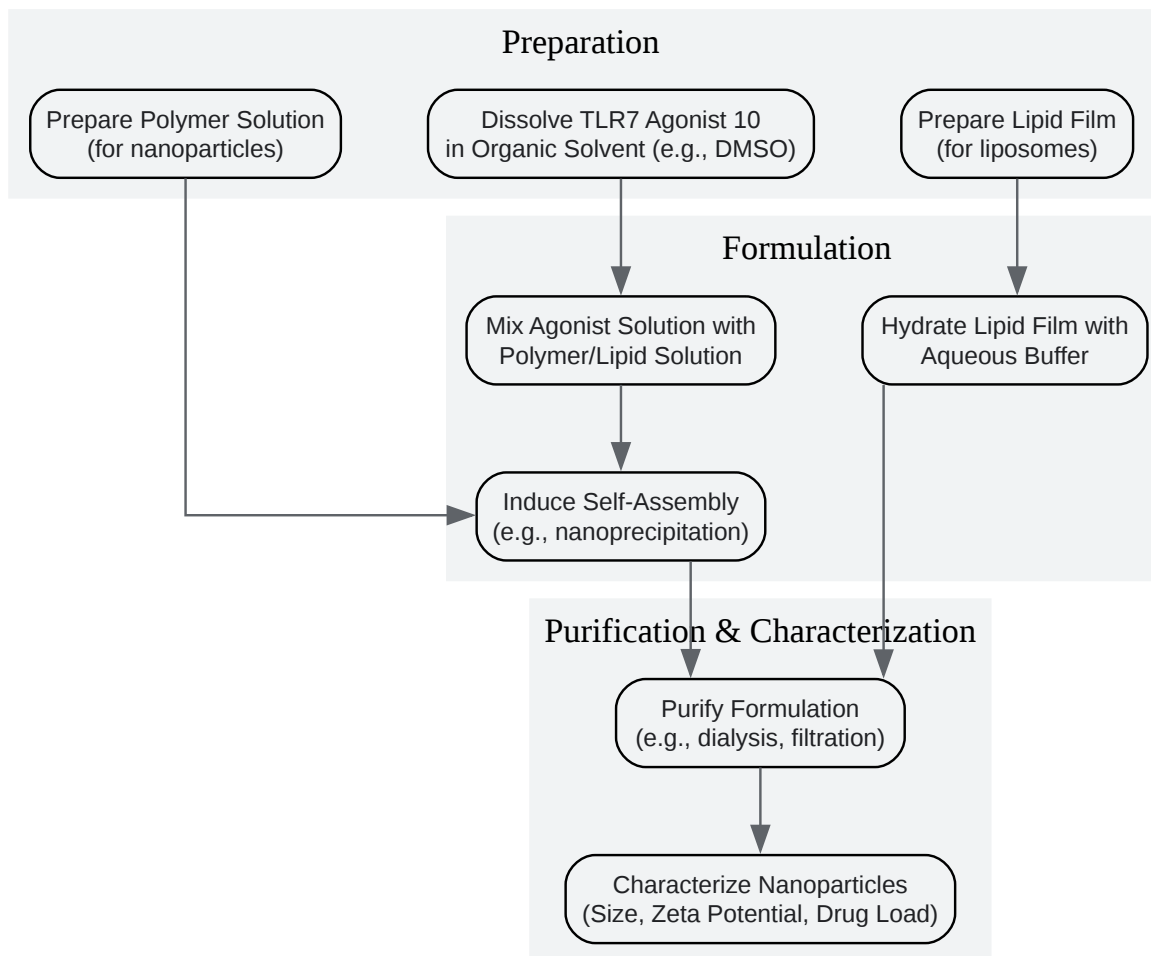 Preparation
Prepare Polymer Solution
(for nanoparticles)
Dissolve TLR7 Agonist 10
in Organic Solvent (e.g., DMSO)
Prepare Lipid Film
(for liposomes)
Formulation
Mix Agonist Solution with
Polymer/Lipid Solution
Hydrate Lipid Film with
Aqueous Buffer
Induce Self-Assembly
(e.g., nanoprecipitation)
Purification & Characterization
Purify Formulation
(e.g., dialysis, filtration)
Characterize Nanoparticles
(Size, Zeta Potential, Drug Load)